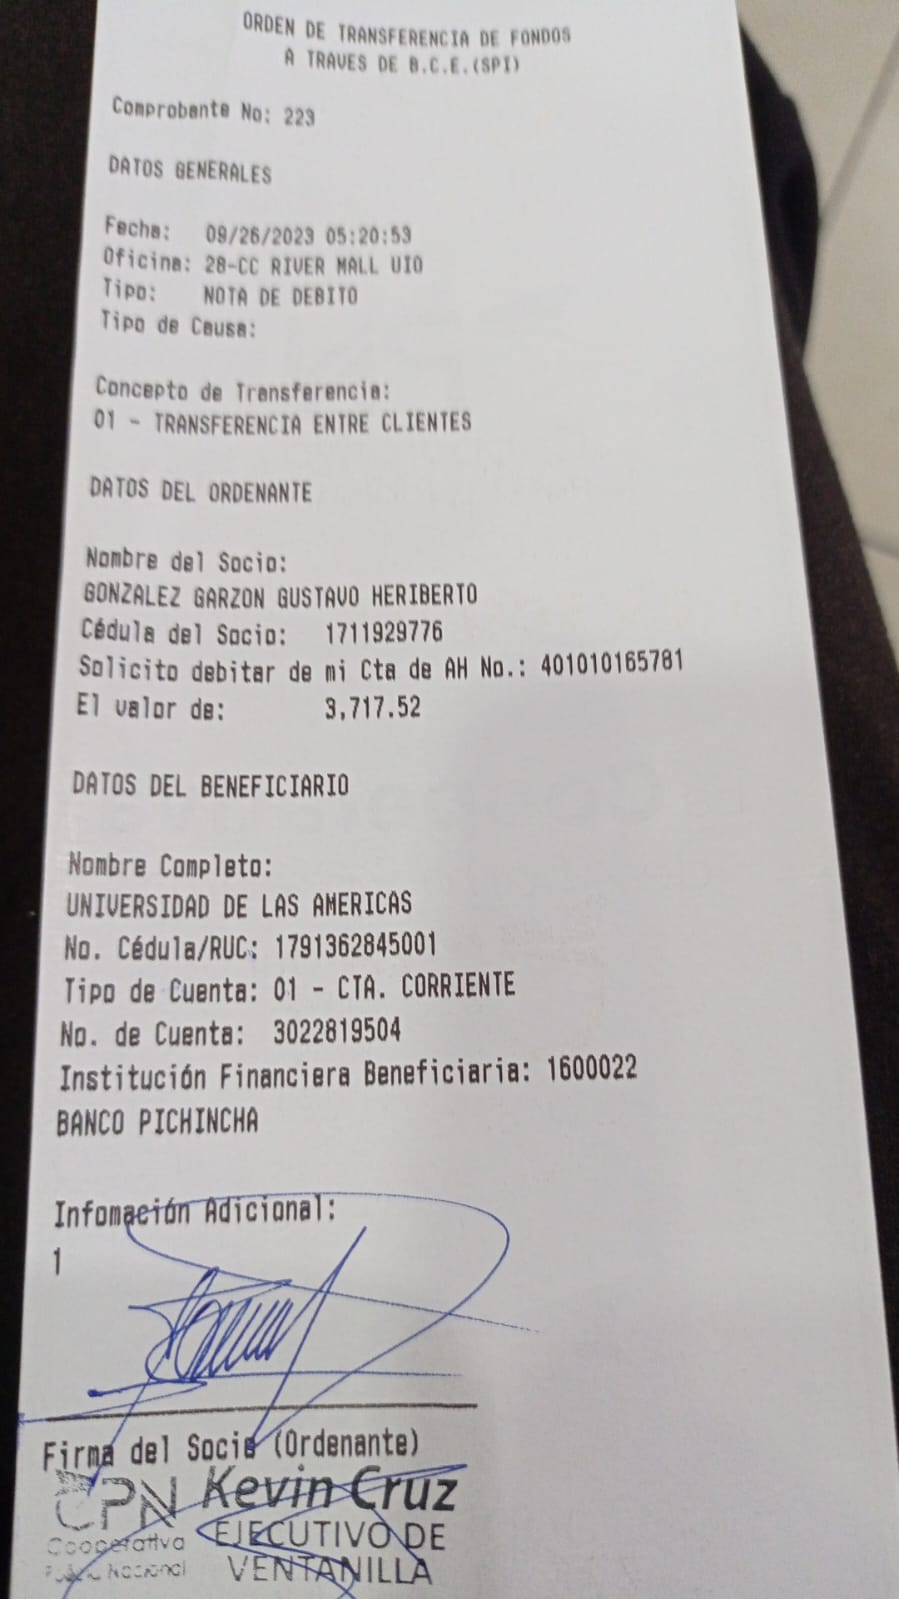 ORDEN DE TRANSFERENCIA DE FONDOS
A TRAVES DE B.C.E.(SPI)
Comprobante No: 223
DATOS GENERALES
Fecha: 09/26/2023 05:20:53
Oficina: 28-CC RIVER MALL UIO
Tipo: NOTA DE DEBITO
Tipo de Causa:
Concepto de Transferencia:
01 - TRANSFERENCIA ENTRE CLIENTES
DATOS DEL ORDENANTE
Nombre del Socio:
GONZALEZ GARZON GUSTAVO HERIBERTO
Cédula del Socio: 1711929776
Solicito debitar de mi Cta de AH No.: 401010165781
El valor de: 3,717.52
DATOS DEL BENEFICIARIO
Nombre Completo:
UNIVERSIDAD DE LAS AMERICAS
No. Cédula/RUC: 1791362845001
Tipo de Cuenta: 01 - CTA. CORRIENTE
No. de Cuenta: 3022819504
Institución Financiera Beneficiaria: 1600022
BANCO PICHINCHA
Infomación Adicional:
1
Firma del Socio (Ordenante)
CPN Kevin Cruz
Cooperativa EJECUTIVO DE
Nacional VENTANILLA